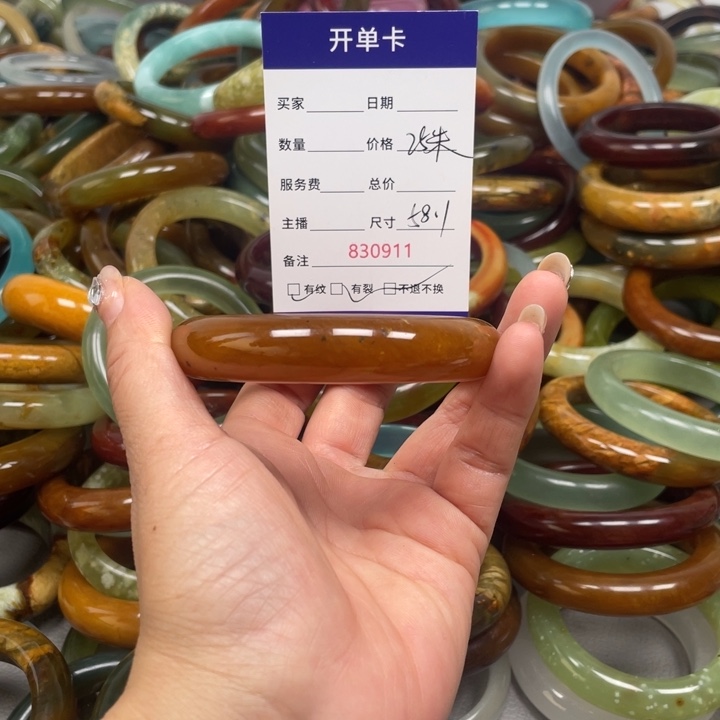 开单卡
买家 日期
数量 价格 25朱
服务费 总价
主播 尺寸 58.1
备注 830911
□有纹 □有裂 □不退不换